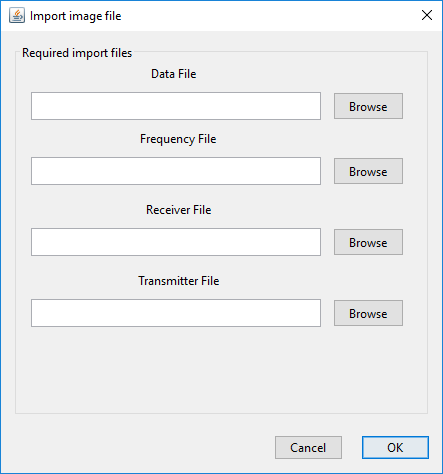 Import image file
Required import files
Data File
Browse
Frequency File
Browse
Receiver File
Browse
Transmitter File
Browse
Cancel
OK